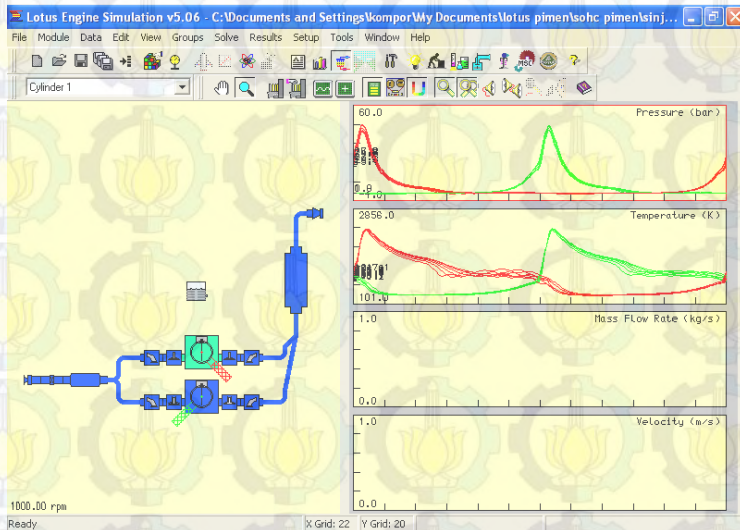 Lotus Engine Simulation v5.06 - C:\Documents and Settings\kompor\My Documents\lotus pimen\sohc pimen\sinj...
File Module Data Edit View Groups Solve Results Setup Tools Window Help
MSC
Cylinder 1
60.0
Pressure (bar)
2856.0
Temperature (K)
101.0
1.0
Mass Flow Rate (kg/s)
0.0
1.0
Velocity (m/s)
0.0
1000.00 rpm
Ready
X Grid: 22 Y Grid: 20